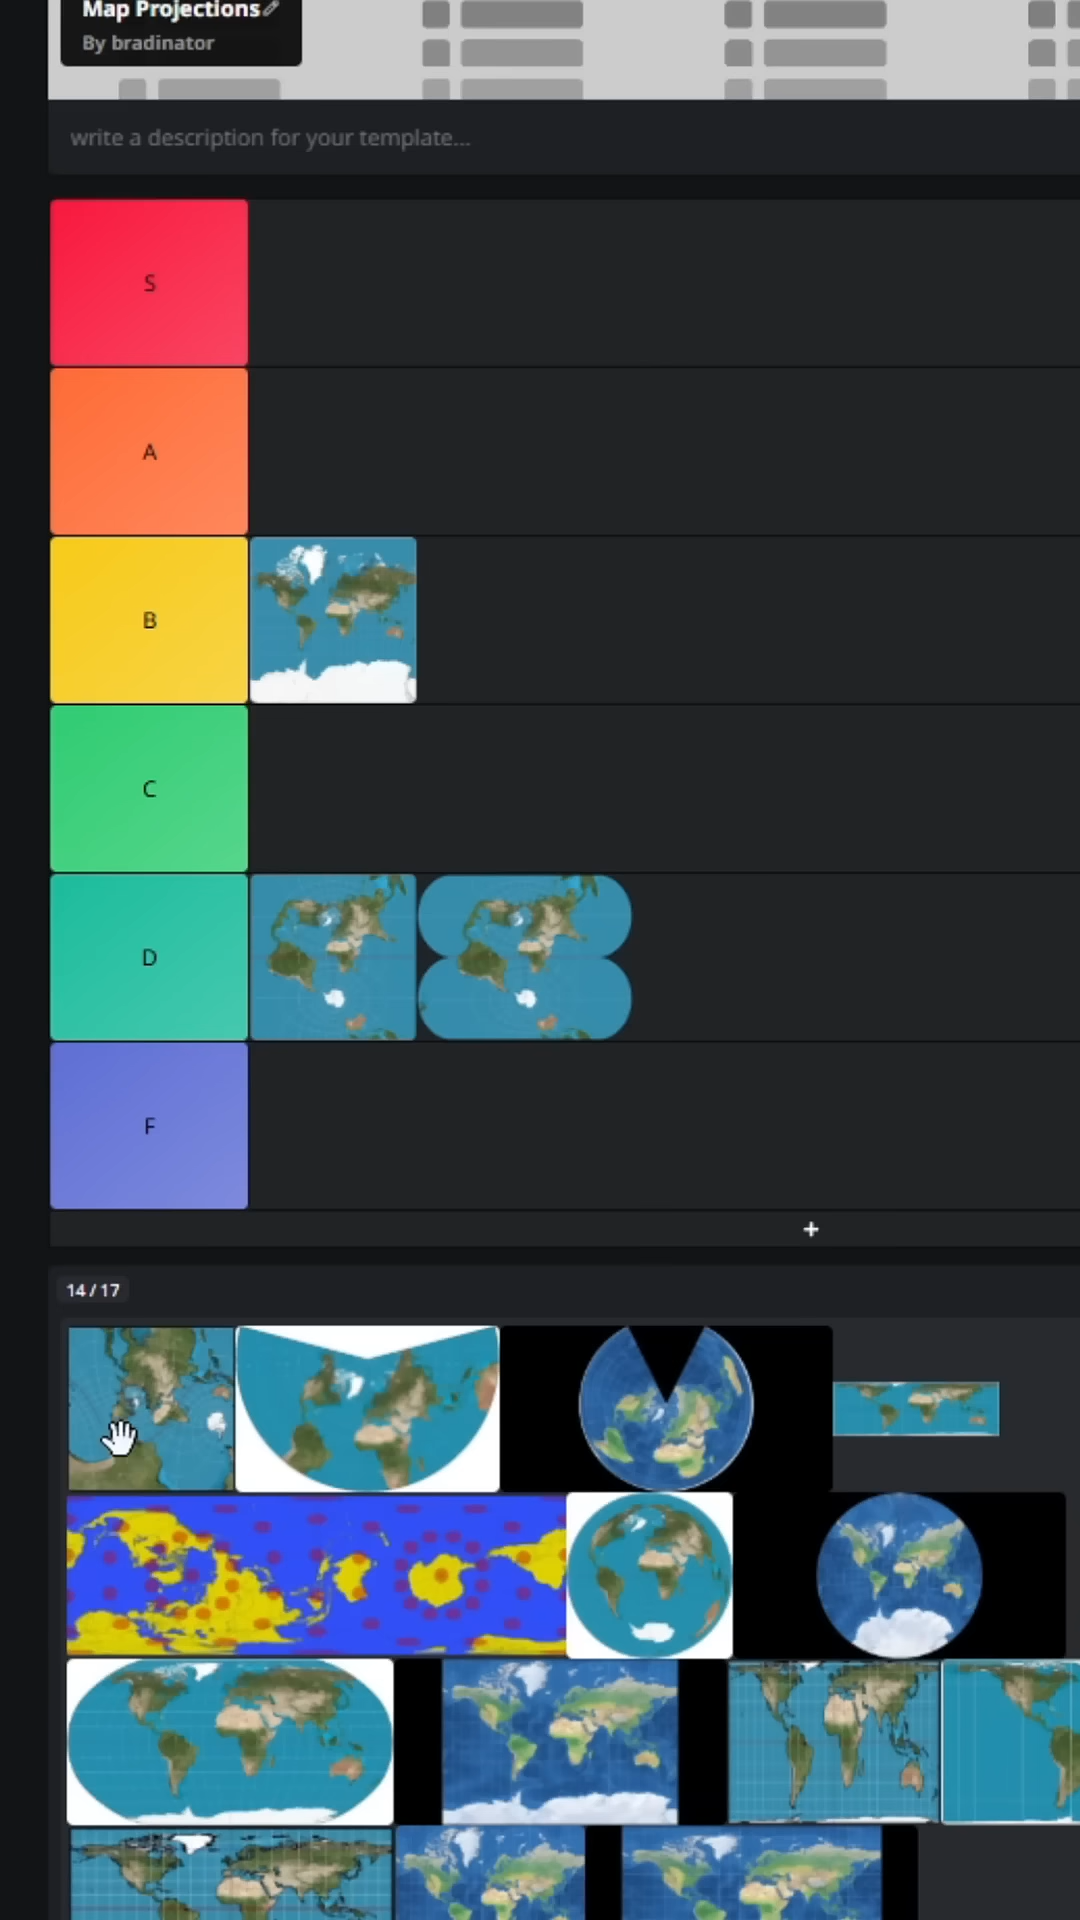 Map Projections
By bradinator
write a description for your template...
S
A
B
C
D
F
+
14 / 17